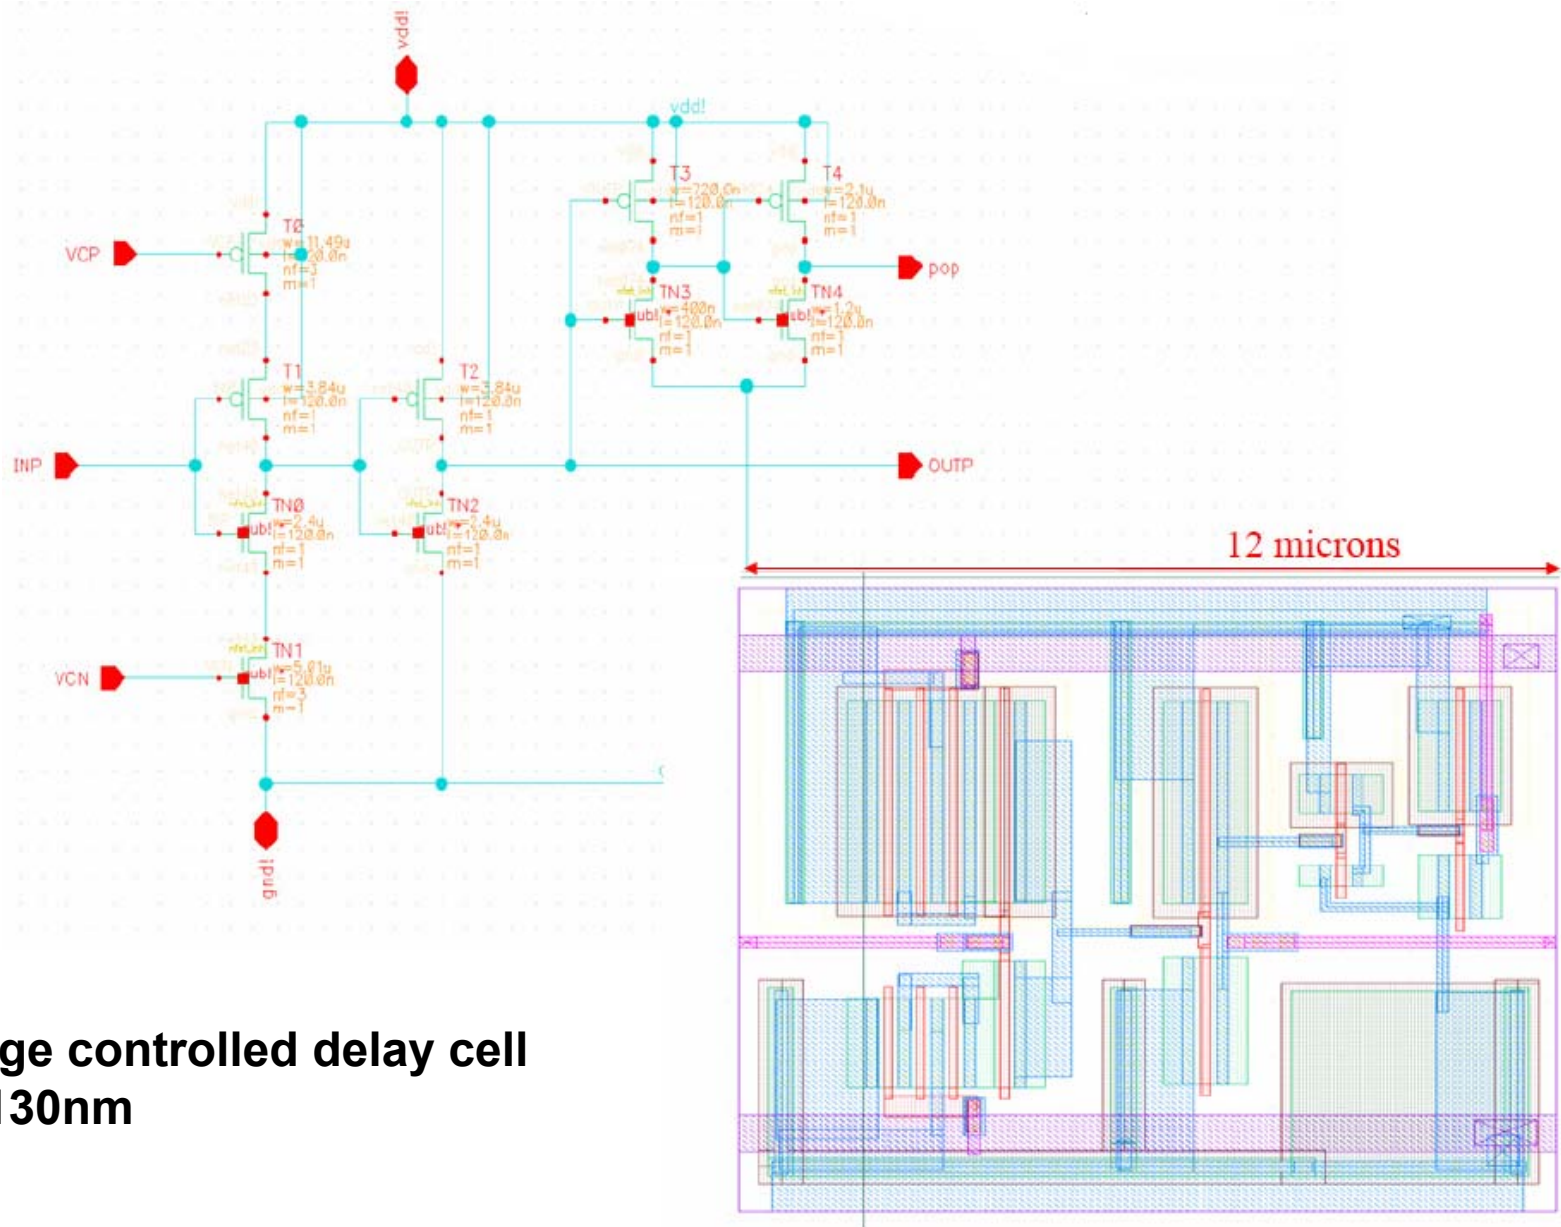 vdd!
vdd!
T3
w=720.0n
l=120.0n
nf=1
m=1
T4
w=2.1u
l=120.0n
nf=1
m=1
VCP
T0
w=11.49u
l=120.0n
nf=3
m=1
pop
TN3
w=400n
l=120.0n
nf=1
m=1
TN4
w=1.2u
l=120.0n
nf=1
m=1
T1
w=3.84u
l=120.0n
nf=1
m=1
T2
w=3.84u
l=120.0n
nf=1
m=1
INP
OUTP
TN0
w=2.4u
l=120.0n
nf=1
m=1
TN2
w=2.4u
l=120.0n
nf=1
m=1
12 microns
VCN
TN1
w=5.01u
l=120.0n
nf=3
m=1
gnd!
ge controlled delay cell
130nm